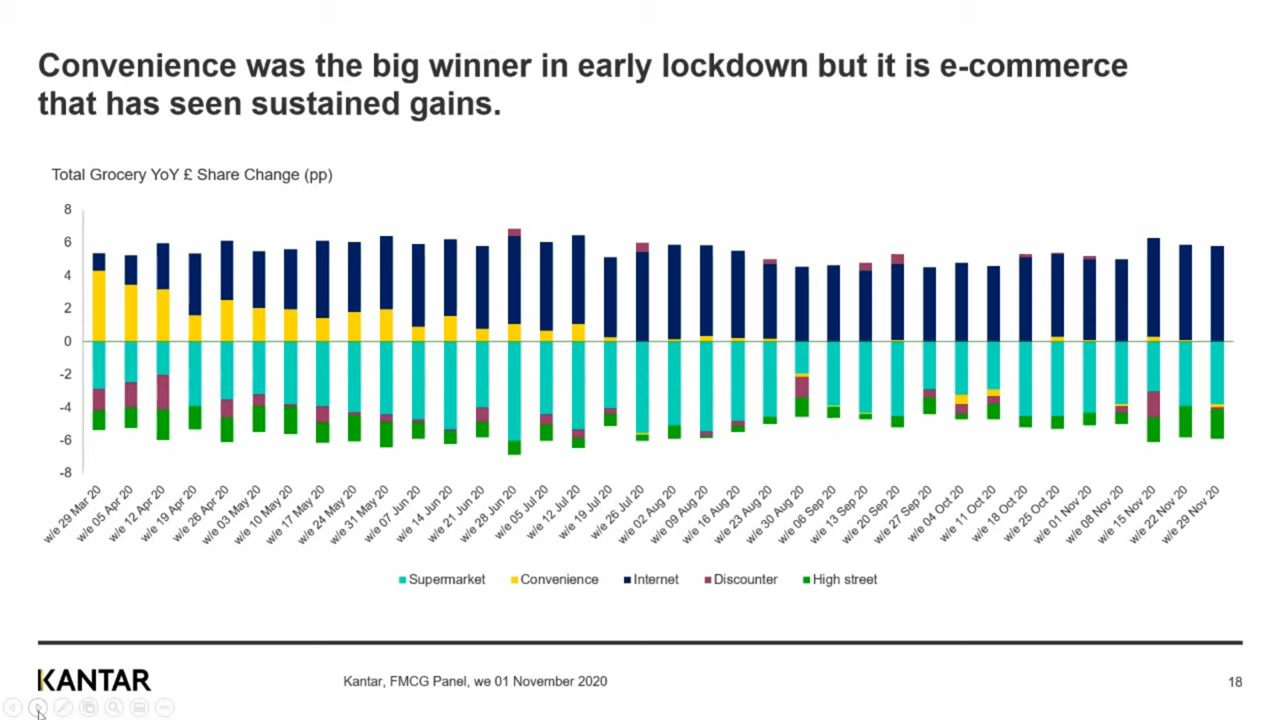 Convenience was the big winner in early lockdown but it is e-commerce
that has seen sustained gains.
Total Grocery YoY £ Share Change (pp)
8
6
4
2
0
-2
-4
-6
-8
w/e 29 Mar 20
w/e 05 Apr 20
w/e 12 Apr 20
w/e 19 Apr 20
w/e 26 Apr 20
w/e 03 May 20
w/e 10 May 20
w/e 17 May 20
w/e 24 May 20
w/e 31 May 20
w/e 07 Jun 20
w/e 14 Jun 20
w/e 21 Jun 20
w/e 28 Jun 20
w/e 05 Jul 20
w/e 12 Jul 20
w/e 19 Jul 20
w/e 26 Jul 20
w/e 02 Aug 20
w/e 09 Aug 20
w/e 16 Aug 20
w/e 23 Aug 20
w/e 30 Aug 20
w/e 06 Sep 20
w/e 13 Sep 20
w/e 20 Sep 20
w/e 27 Sep 20
w/e 04 Oct 20
w/e 11 Oct 20
w/e 18 Oct 20
w/e 25 Oct 20
w/e 01 Nov 20
w/e 08 Nov 20
w/e 15 Nov 20
w/e 22 Nov 20
w/e 29 Nov 20
Supermarket Convenience Internet Discounter High street
KANTAR Kantar, FMCG Panel, we 01 November 2020 18